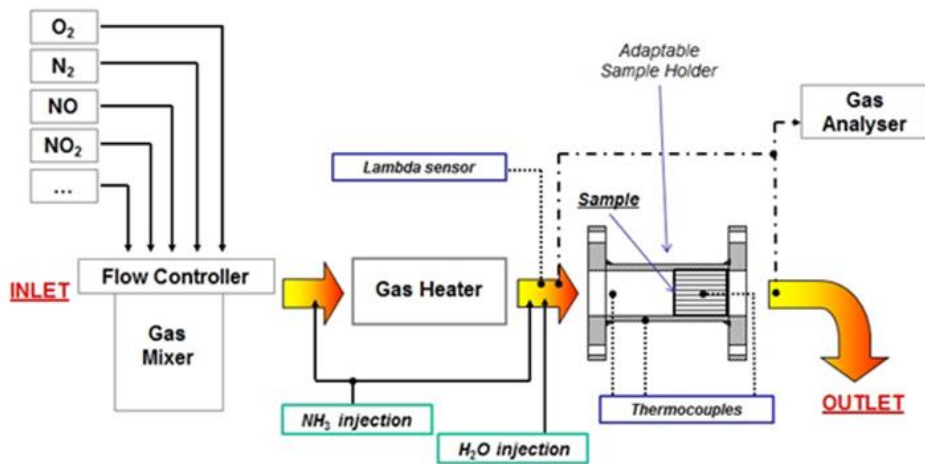 O₂
N₂
NO
NO₂
...
INLET
Flow Controller
Gas
Mixer
Gas Heater
NH₃ injection
H₂O injection
Lambda sensor
Adaptable
Sample Holder
Sample
Thermocouples
Gas
Analyser
OUTLET